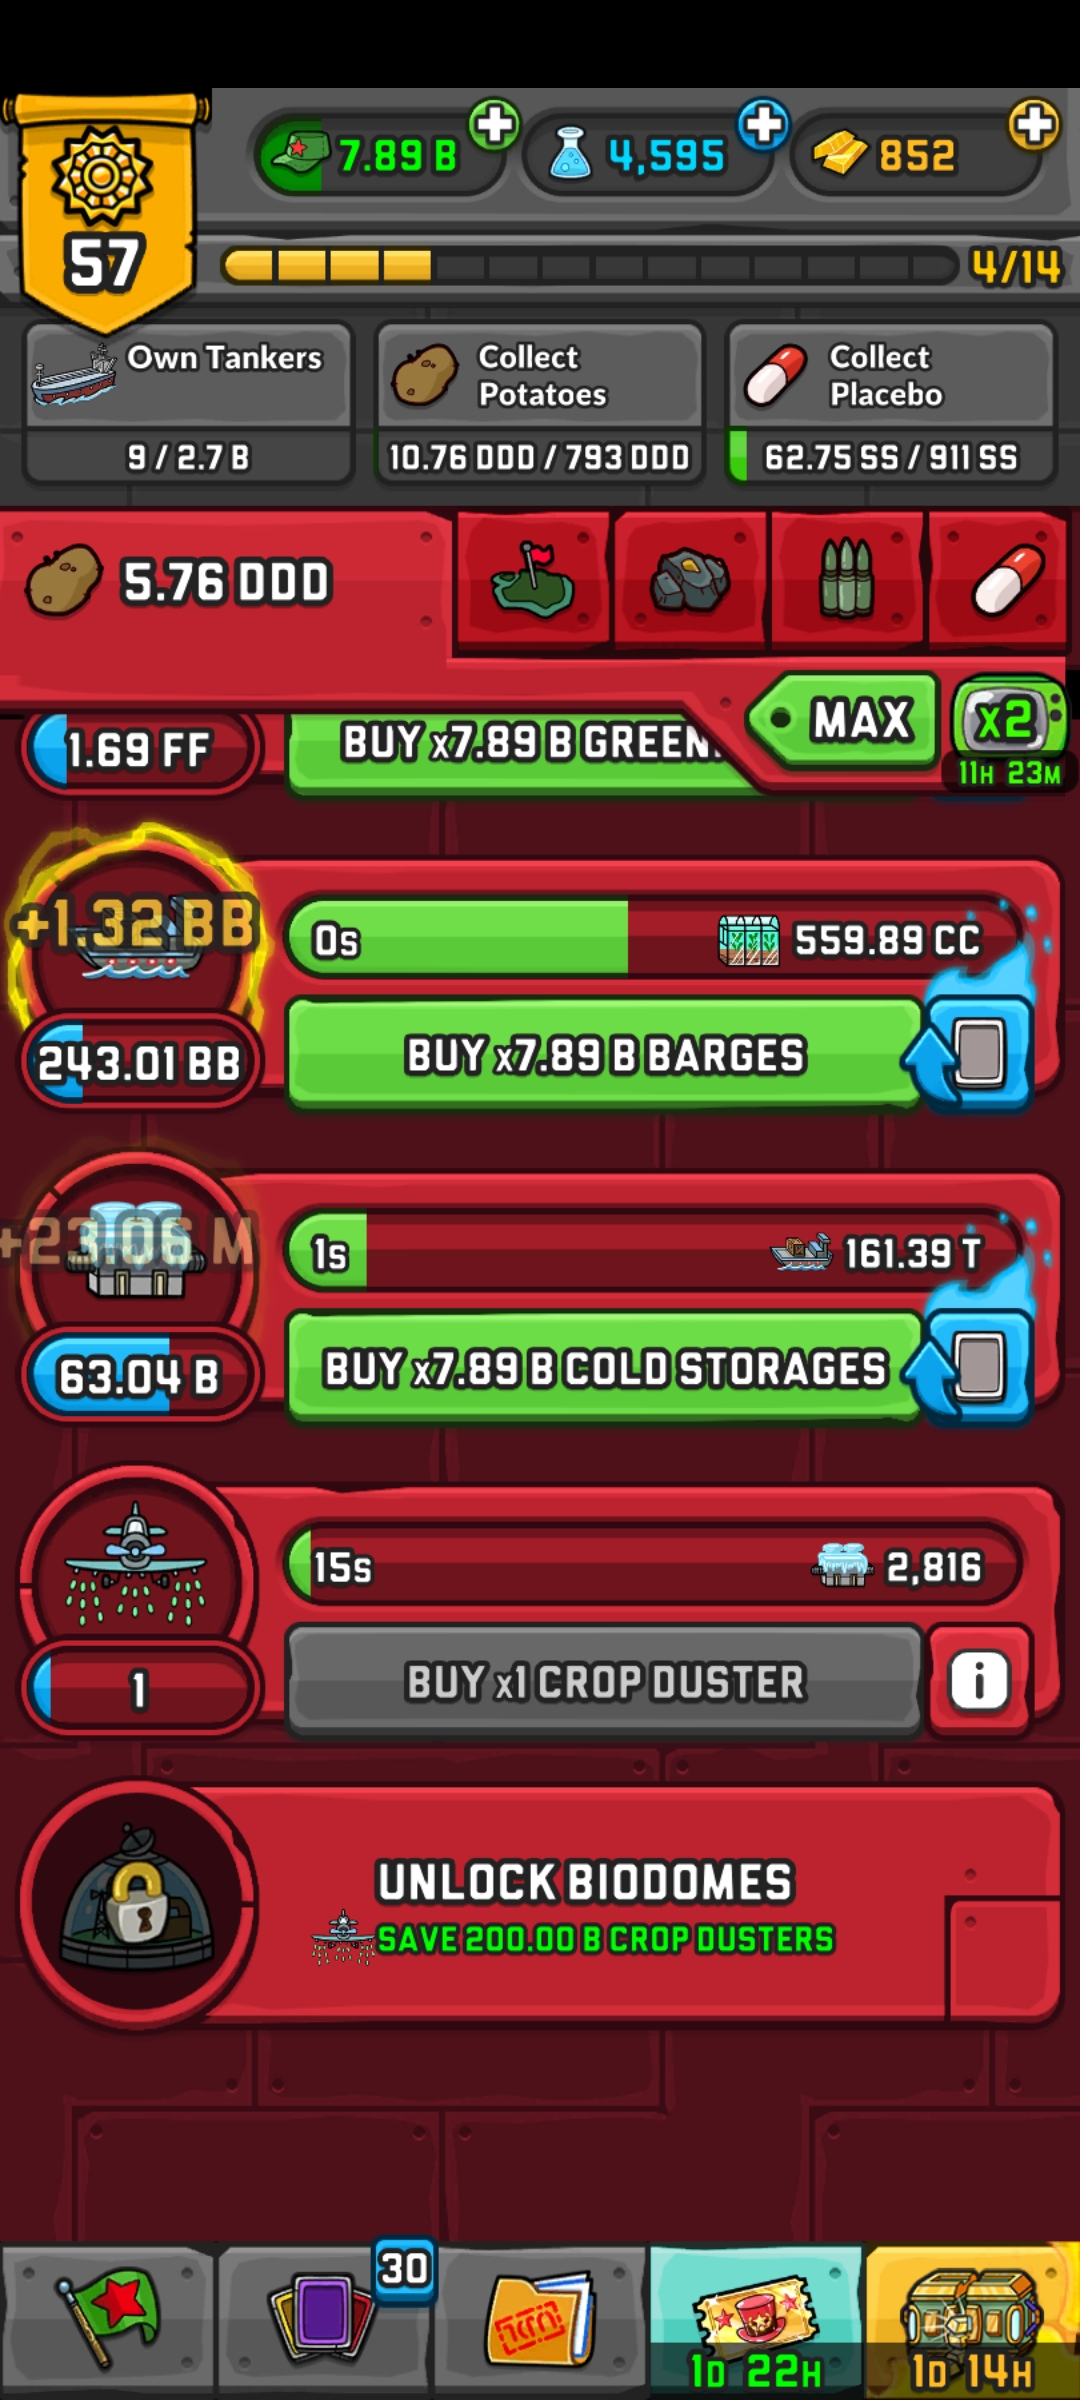 7.89 B
4,595
852
57
4/14
Own Tankers
9 / 2.7 B
Collect
Potatoes
10.76 DDD / 793 DDD
Collect
Placebo
62.75 SS / 911 SS
5.76 DDD
MAX
x2
11H 23M
1.69 FF
BUY x7.89 B GREEN
+1.32 BB
0s
559.89 CC
243.01 BB
BUY x7.89 B BARGES
+23.06 M
1s
161.39 T
63.04 B
BUY x7.89 B COLD STORAGES
15s
2,816
1
BUY x1 CROP DUSTER
i
UNLOCK BIODOMES
SAVE 200.00 B CROP DUSTERS
30
1D 22H
1D 14H